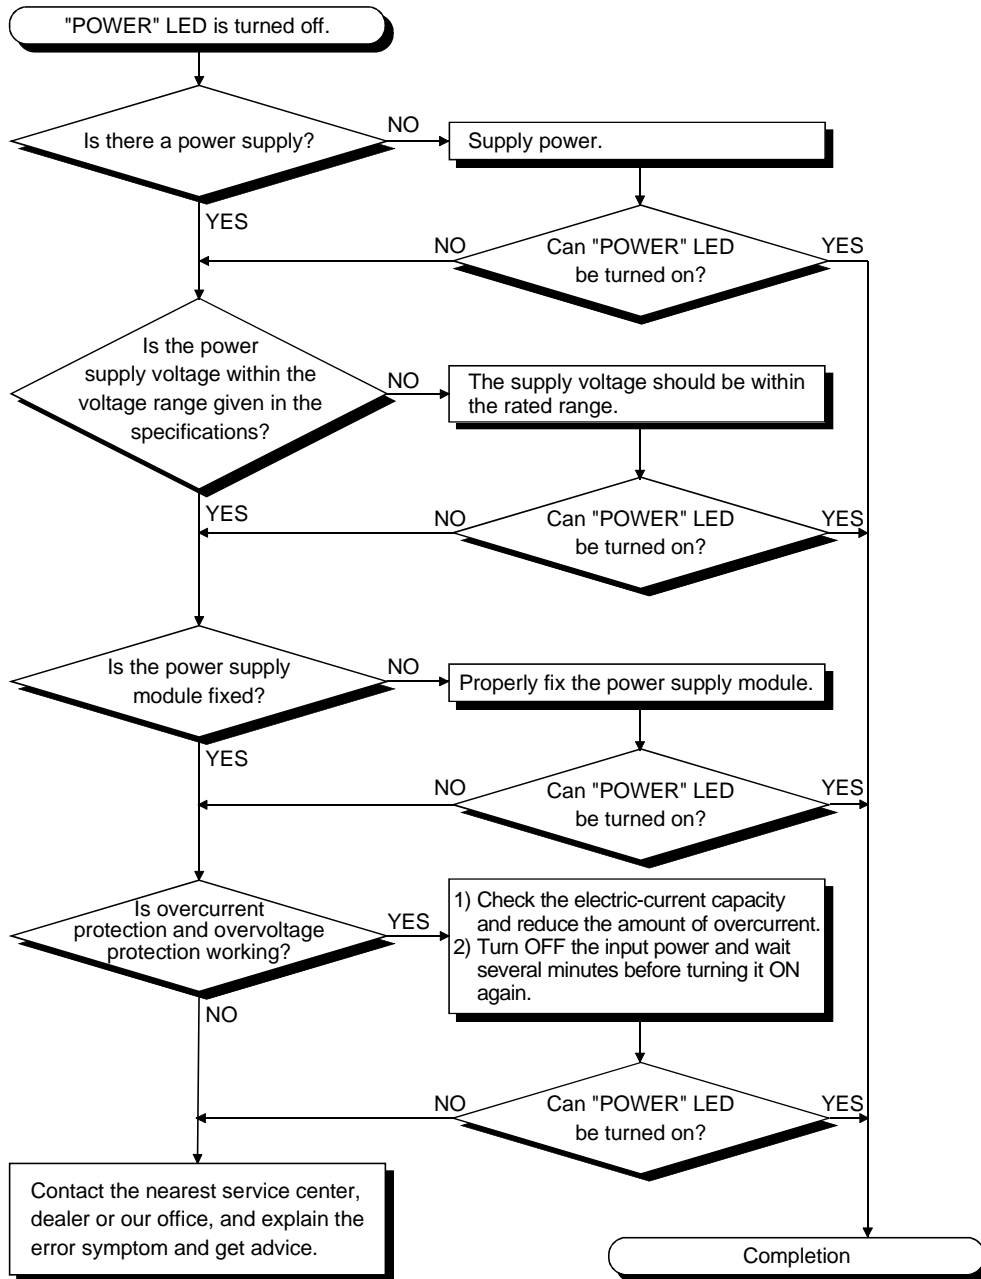 "POWER" LED is turned off.
Is there a power supply?
NO
Supply power.
YES
NO
Can "POWER" LED
be turned on?
YES
Is the power
supply voltage within the
voltage range given in the
specifications?
NO
The supply voltage should be within
the rated range.
YES
NO
Can "POWER" LED
be turned on?
YES
Is the power supply
module fixed?
NO
Properly fix the power supply module.
YES
NO
Can "POWER" LED
be turned on?
YES
Is overcurrent
protection and overvoltage
protection working?
YES
1) Check the electric-current capacity
and reduce the amount of overcurrent.
2) Turn OFF the input power and wait
several minutes before turning it ON
again.
NO
NO
Can "POWER" LED
be turned on?
YES
Contact the nearest service center,
dealer or our office, and explain the
error symptom and get advice.
Completion